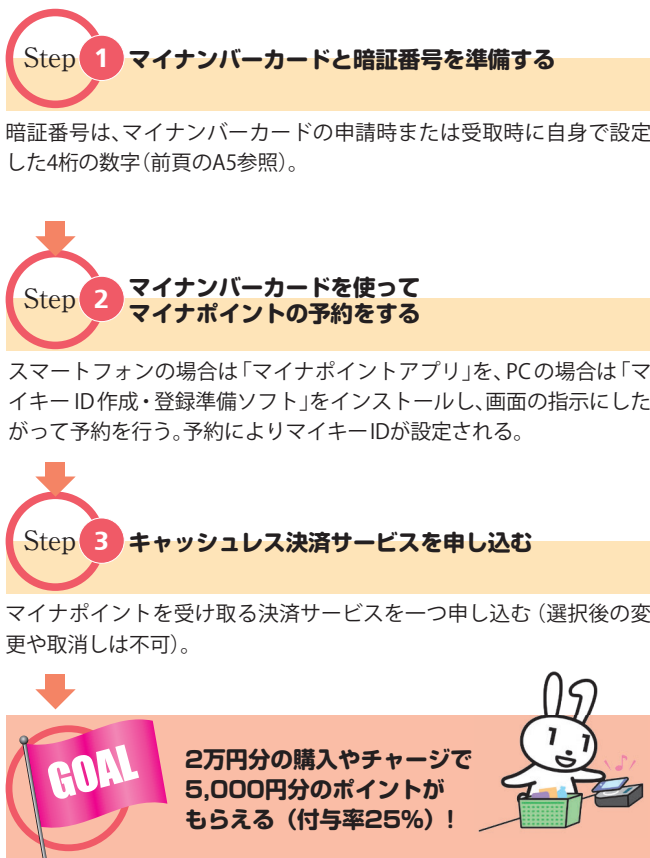 Step 1 マイナンバーカードと暗証番号を準備する
暗証番号は、マイナンバーカードの申請時または受取時に自身で設定
した4桁の数字（前頁のA5参照）。
Step 2 マイナンバーカードを使って
マイナポイントの予約をする
スマートフォンの場合は「マイナポイントアプリ」を、PCの場合は「マ
イキーID作成・登録準備ソフト」をインストールし、画面の指示にした
がって予約を行う。予約によりマイキーIDが設定される。
Step 3 キャッシュレス決済サービスを申し込む
マイナポイントを受け取る決済サービスを一つ申し込む（選択後の変
更や取消しは不可）。
GOAL
2万円分の購入やチャージで
5,000円分のポイントが
もらえる（付与率25%）!